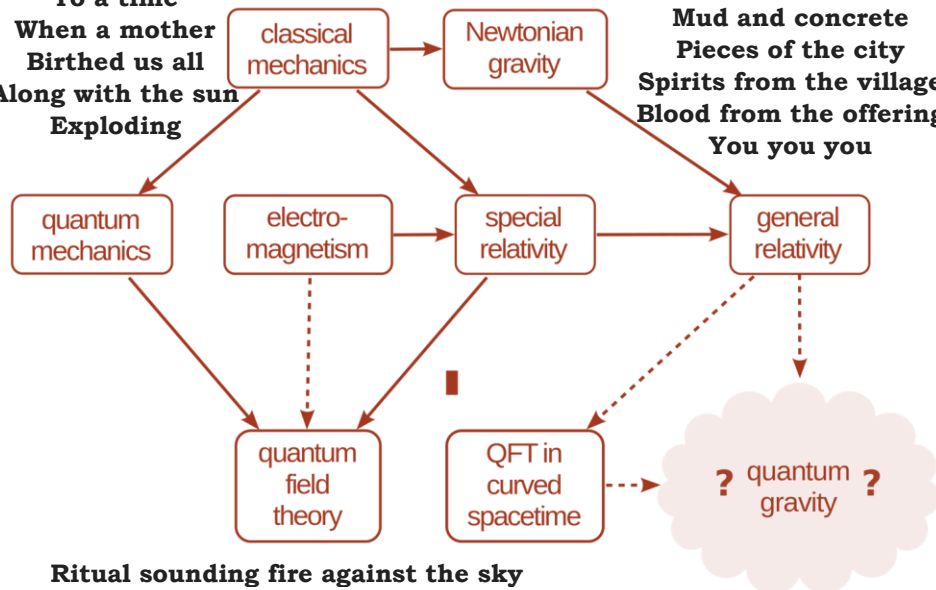 To a time
When a mother
Birthed us all
Along with the sun
Exploding
classical
mechanics
Newtonian
gravity
Mud and concrete
Pieces of the city
Spirits from the village
Blood from the offering
You you you
quantum
mechanics
electro-
magnetism
special
relativity
general
relativity
quantum
field
theory
QFT in
curved
spacetime
? quantum ?
gravity
Ritual sounding fire against the sky